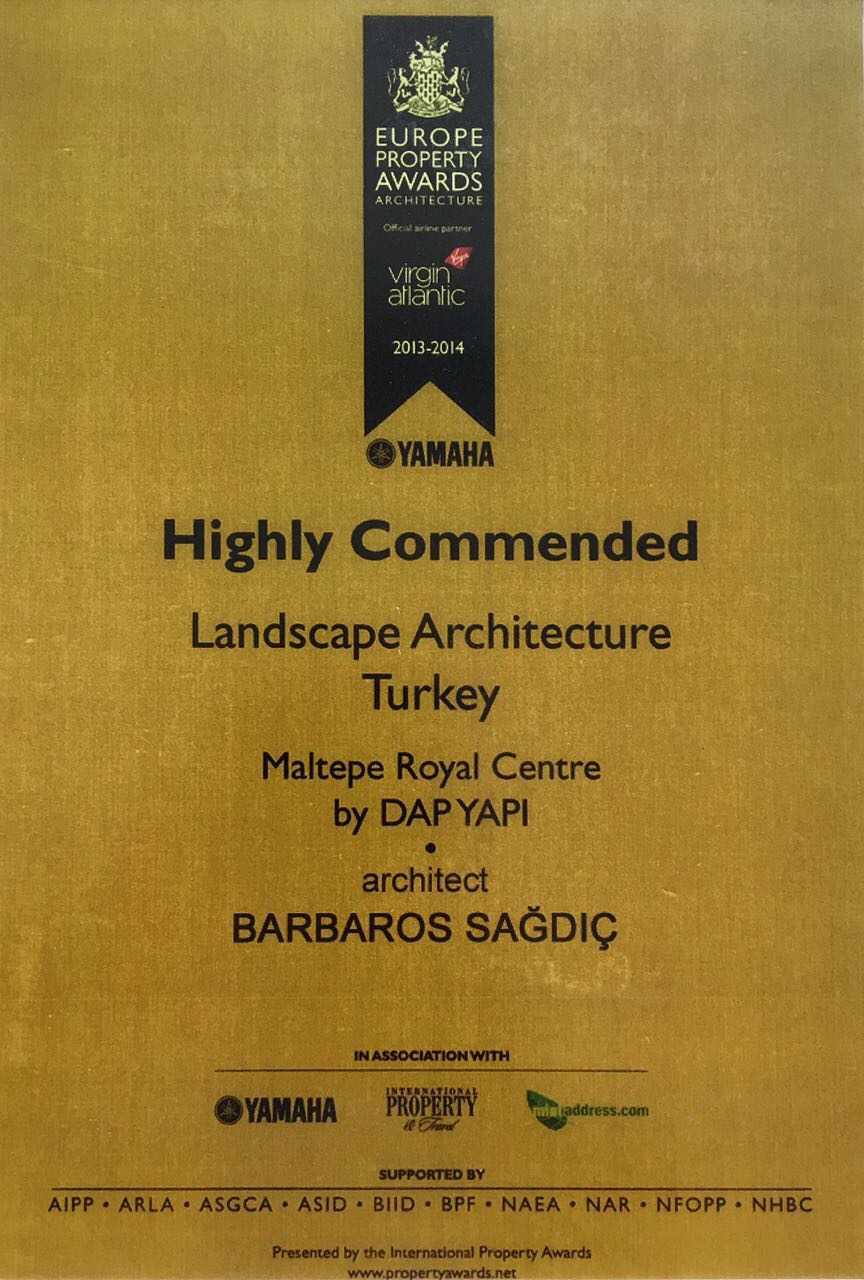 EUROPE
PROPERTY
AWARDS
ARCHITECTURE
Official airline partner
Virgin
virgin
atlantic
2013-2014
YAMAHA
Highly Commended
Landscape Architecture
Turkey
Maltepe Royal Centre
by DAP YAPI
•
architect
BARBAROS SAĞDIÇ
IN ASSOCIATION WITH
YAMAHA
INTERNATIONAL
PROPERTY
& Travel
address.com
SUPPORTED BY
AIPP • ARLA • ASGCA • ASID • BIID • BPF • NAEA • NAR • NFOPP • NHBC
Presented by the International Property Awards
www.propertyawards.net